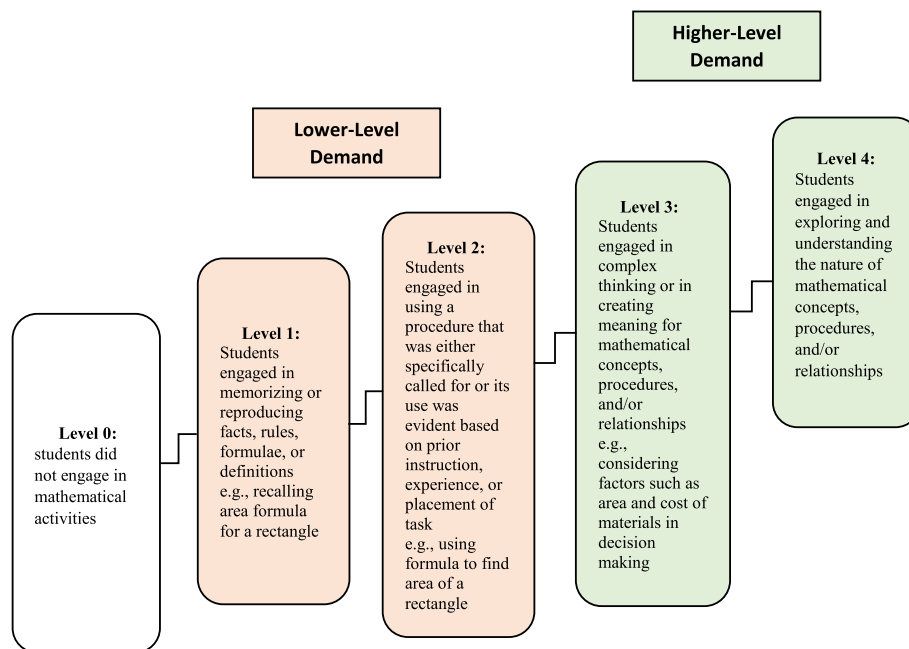 Higher-Level
Demand
Lower-Level
Demand
Level 0:
students did
not engage in
mathematical
activities
Level 1:
Students
engaged in
memorizing or
reproducing
facts, rules,
formulae, or
definitions
e.g., recalling
area formula
for a rectangle
Level 2:
Students
engaged in
using a
procedure that
was either
specifically
called for or its
use was
evident based
on prior
instruction,
experience, or
placement of
task
e.g., using
formula to find
area of a
rectangle
Level 3:
Students
engaged in
complex
thinking or in
creating
meaning for
mathematical
concepts,
procedures,
and/or
relationships
e.g.,
considering
factors such as
area and cost of
materials in
decision
making
Level 4:
Students
engaged in
exploring and
understanding
the nature of
mathematical
concepts,
procedures,
and/or
relationships